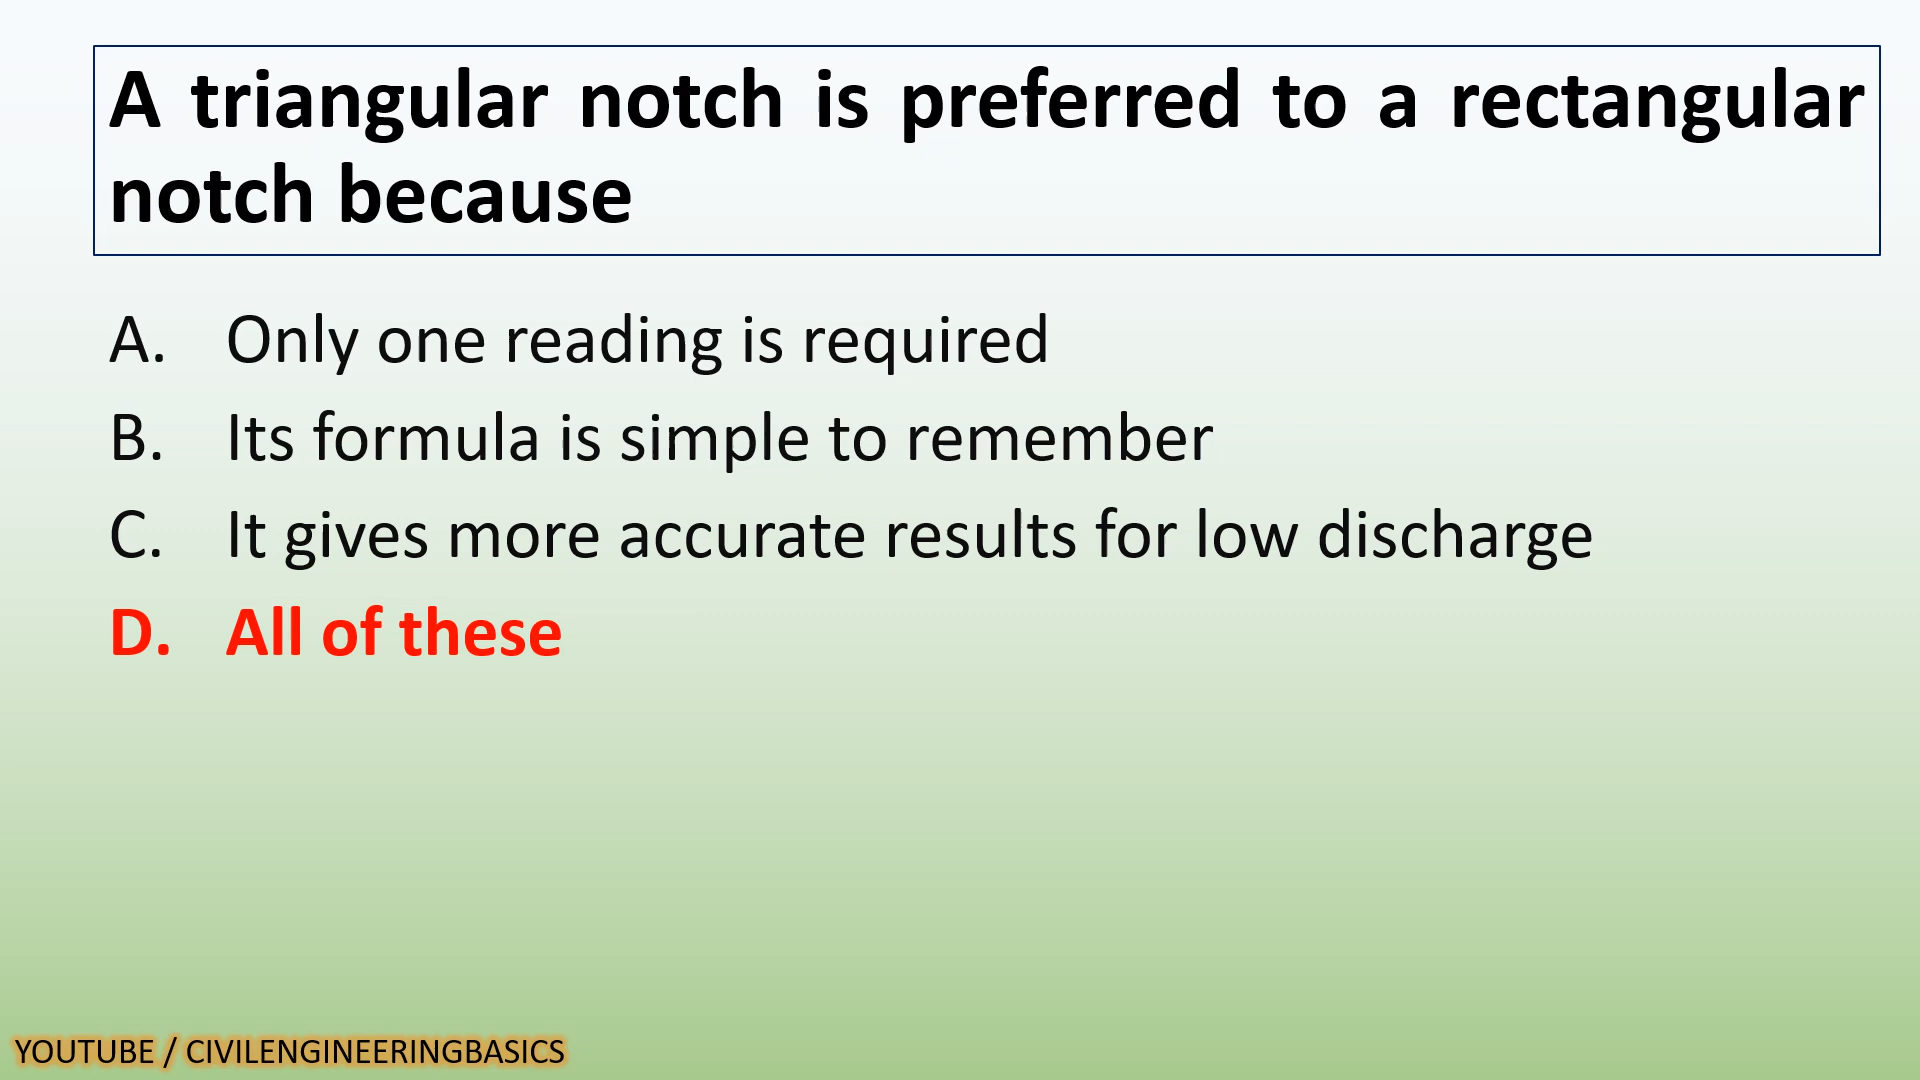 A triangular notch is preferred to a rectangular
notch because
A. Only one reading is required
B. Its formula is simple to remember
C. It gives more accurate results for low discharge
D. All of these
YOUTUBE / CIVILENGINEERINGBASICS